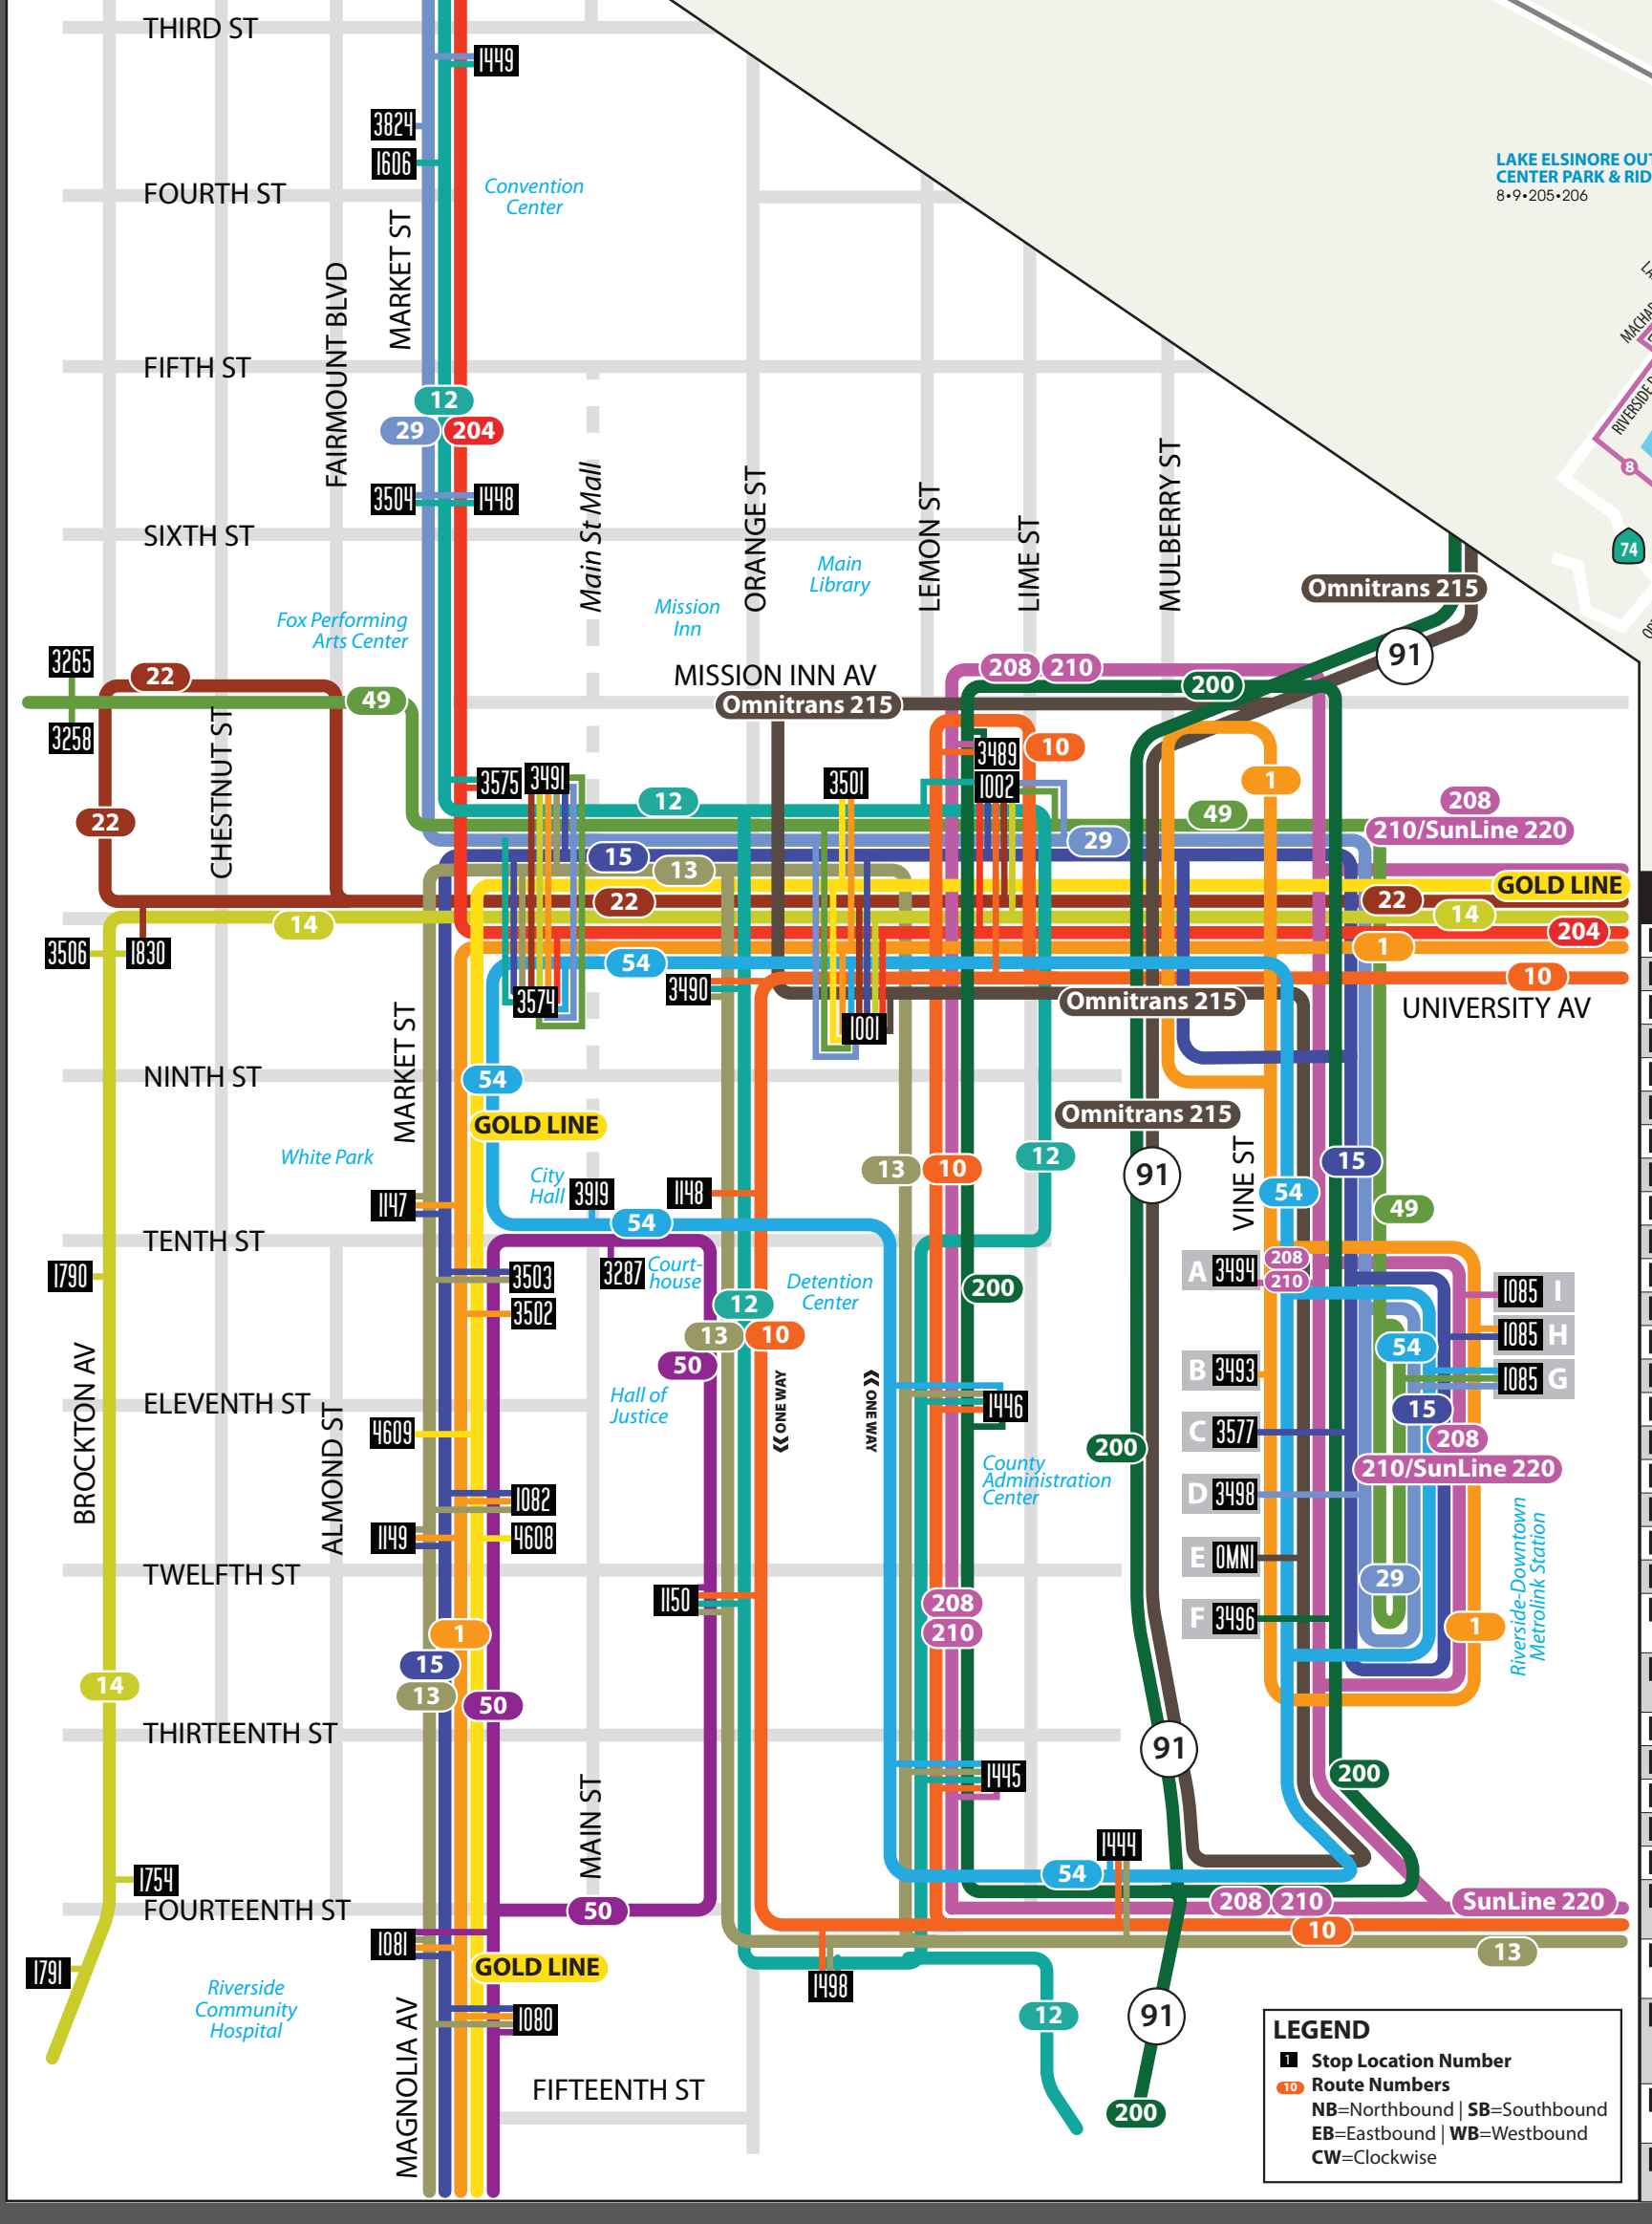 THIRD ST
1449
3824
1606
FOURTH ST
MARKET ST
Convention
Center
LAKE ELSINORE OU
CENTER PARK & RID
8•9•205•206
FAIRMOUNT BLVD
FIFTH ST
12
29
204
3504
1448
SIXTH ST
Main St Mall
ORANGE ST
LEMON ST
LIME ST
MULBERRY ST
Main
Library
Mission
Inn
Fox Performing
Arts Center
RIVERSIDE
8
74
Omnitrans 215
91
3265
22
49
3258
CHESTNUT ST
MISSION INN AV
Omnitrans 215
208
210
200
3489
10
1002
3575
3491
3501
12
1
49
208
210/SunLine 220
22
15
13
29
GOLD LINE
22
22
14
14
204
3506
1830
54
1
3490
10
3574
1001
Omnitrans 215
UNIVERSITY AV
NINTH ST
MARKET ST
54
GOLD LINE
Omnitrans 215
White Park
City
Hall
3919
1148
13
10
12
91
VINE ST
15
54
49
1147
54
TENTH ST
1790
3503
3287
Court-
house
3502
12
Detention
Center
200
13
10
50
A
3494
208
210
1085
I
1085
H
54
1085
G
B
3493
BROCKTON AV
ELEVENTH ST
ALMOND ST
4609
Hall of
Justice
«ONE WAY
«ONE WAY
1446
200
C
3577
15
208
210/SunLine 220
County
Administration
Center
D
3498
1082
1149
4608
E
OMNI
Riverside-Downtown
Metrolink Station
TWELFTH ST
1150
208
210
29
F
3496
1
1
15
13
50
14
THIRTEENTH ST
91
MAIN ST
1445
200
1444
1754
54
FOURTEENTH ST
50
208
210
SunLine 220
10
13
1081
GOLD LINE
1791
1498
Riverside
Community
Hospital
1080
12
91
MAGNOLIA AV
FIFTEENTH ST
200
LEGEND
1 Stop Location Number
10 Route Numbers
NB=Northbound | SB=Southbound
EB=Eastbound | WB=Westbound
CW=Clockwise